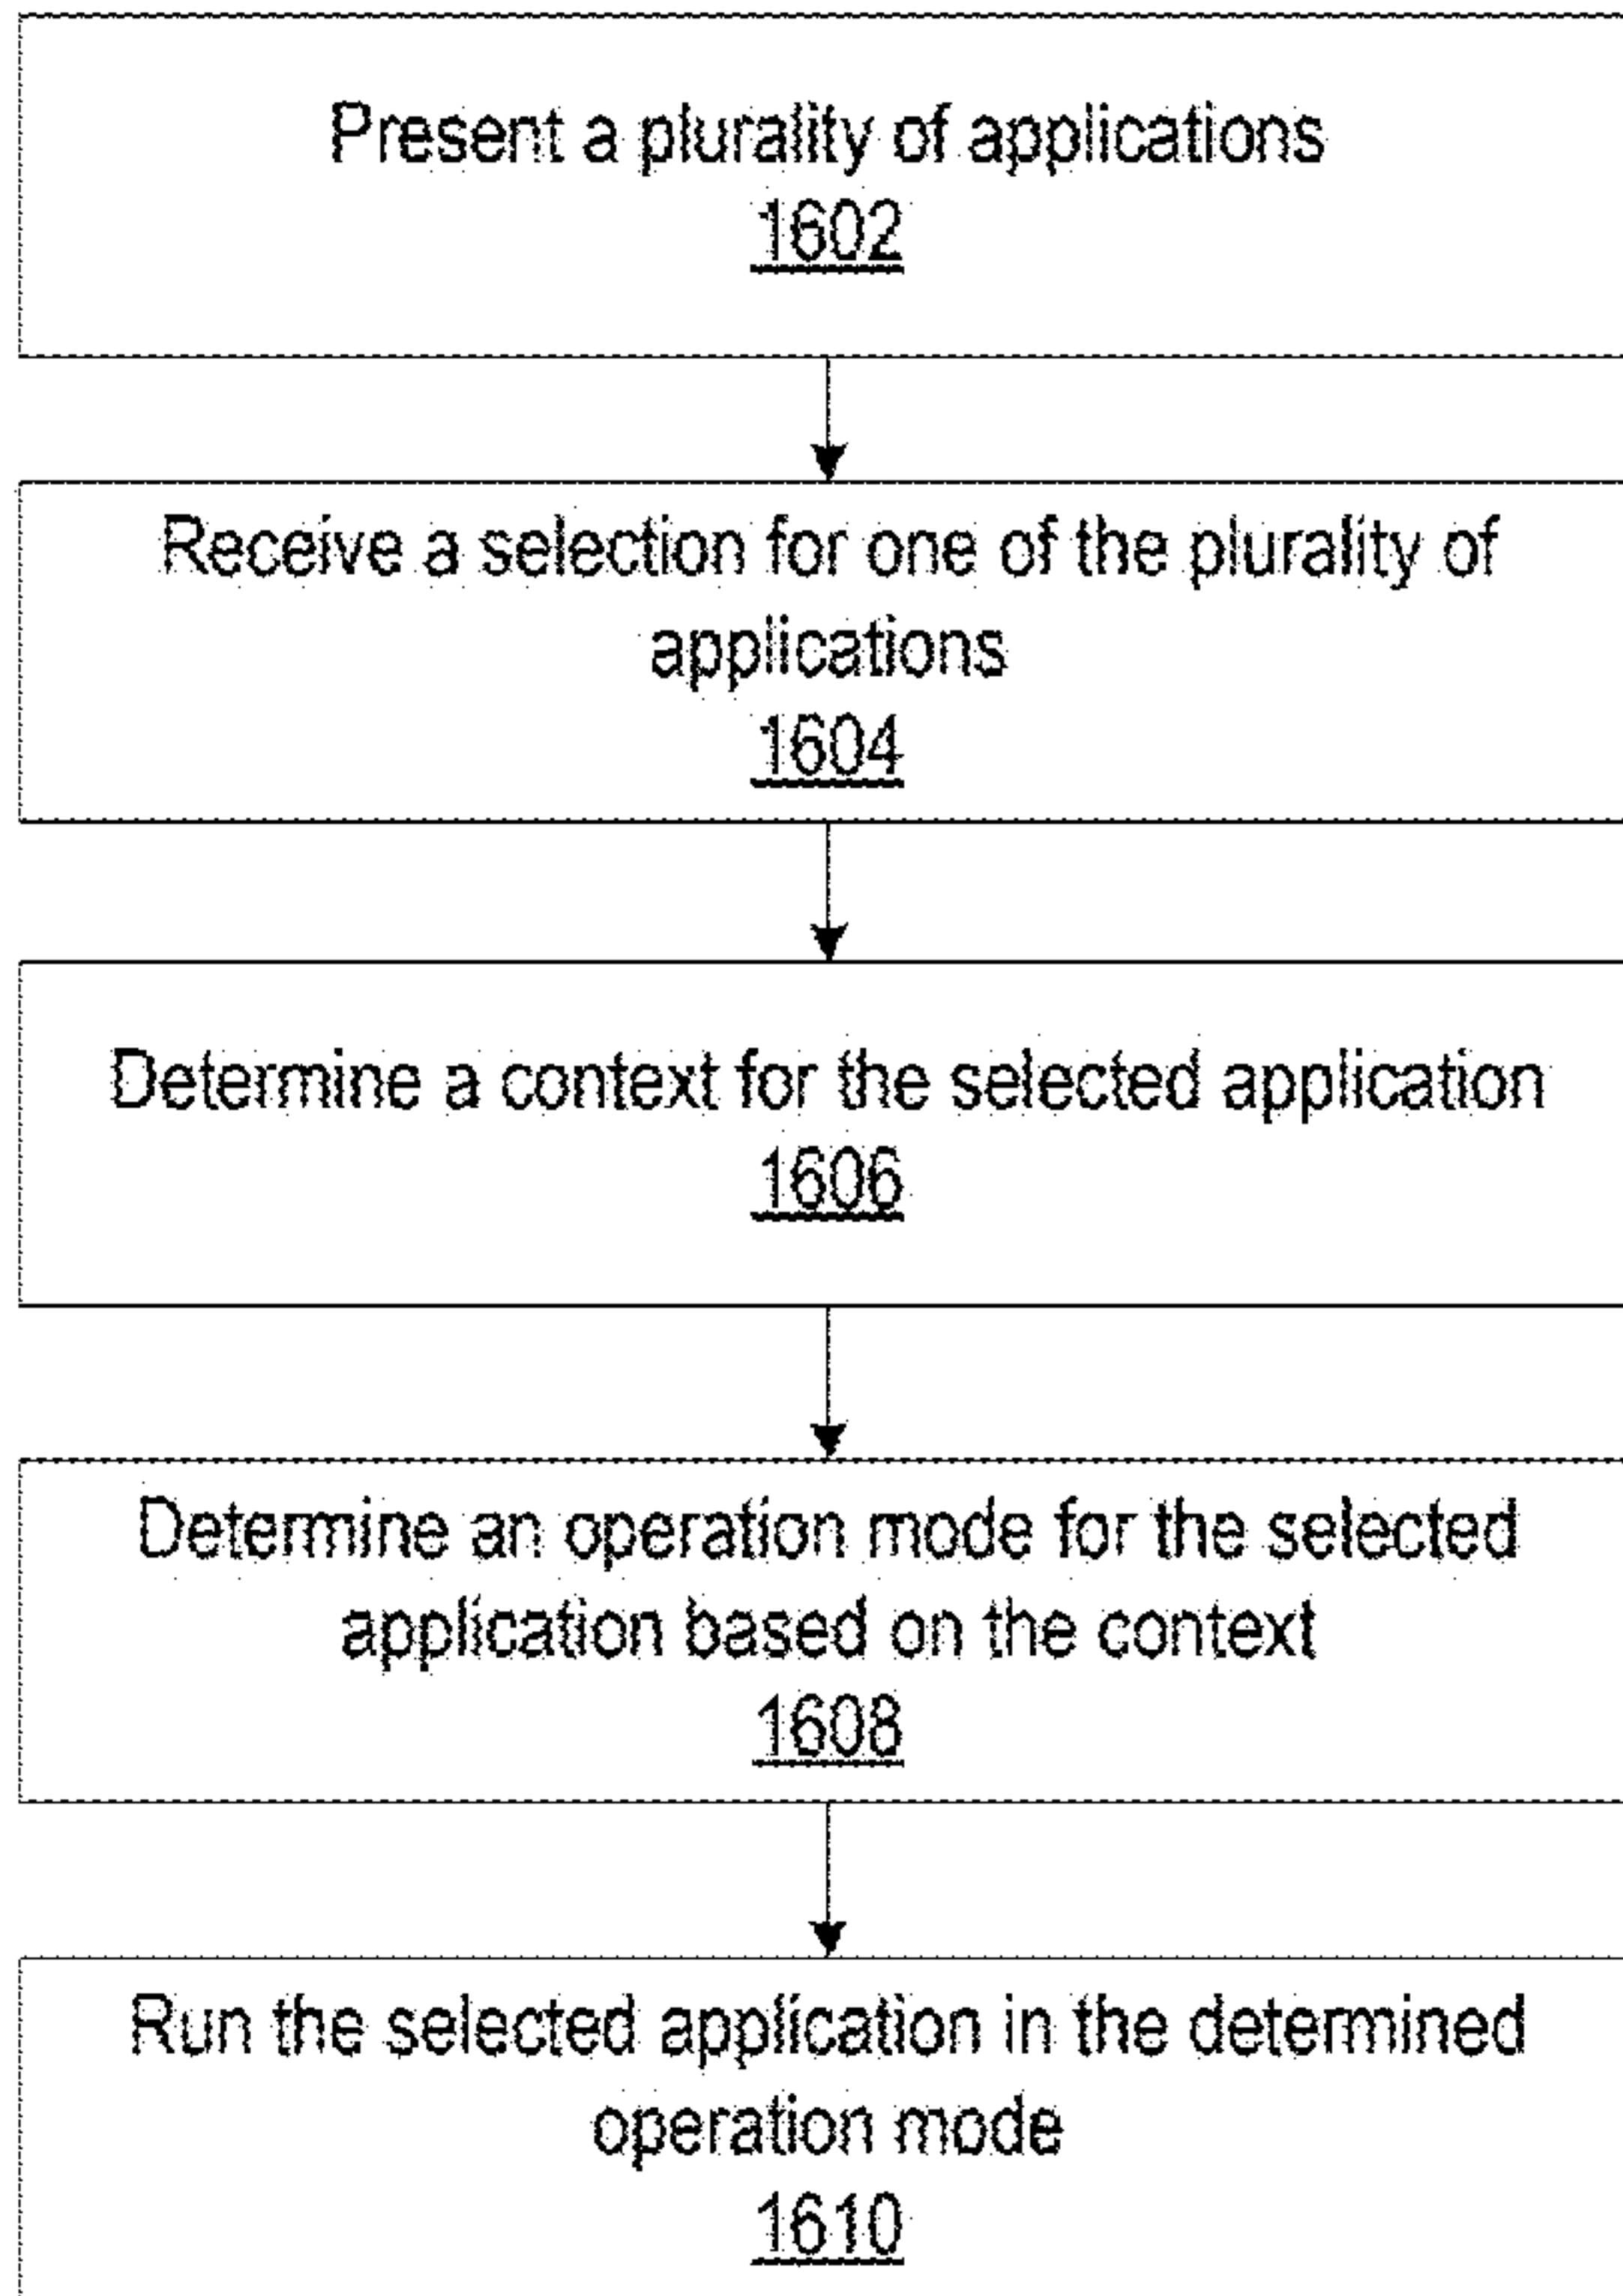 Present a plurality of applications
1602
Receive a selection for one of the plurality of
applications
1604
Determine a context for the selected application
1606
Determine an operation mode for the selected
application based on the context
1608
Run the selected application in the determined
operation mode
1610